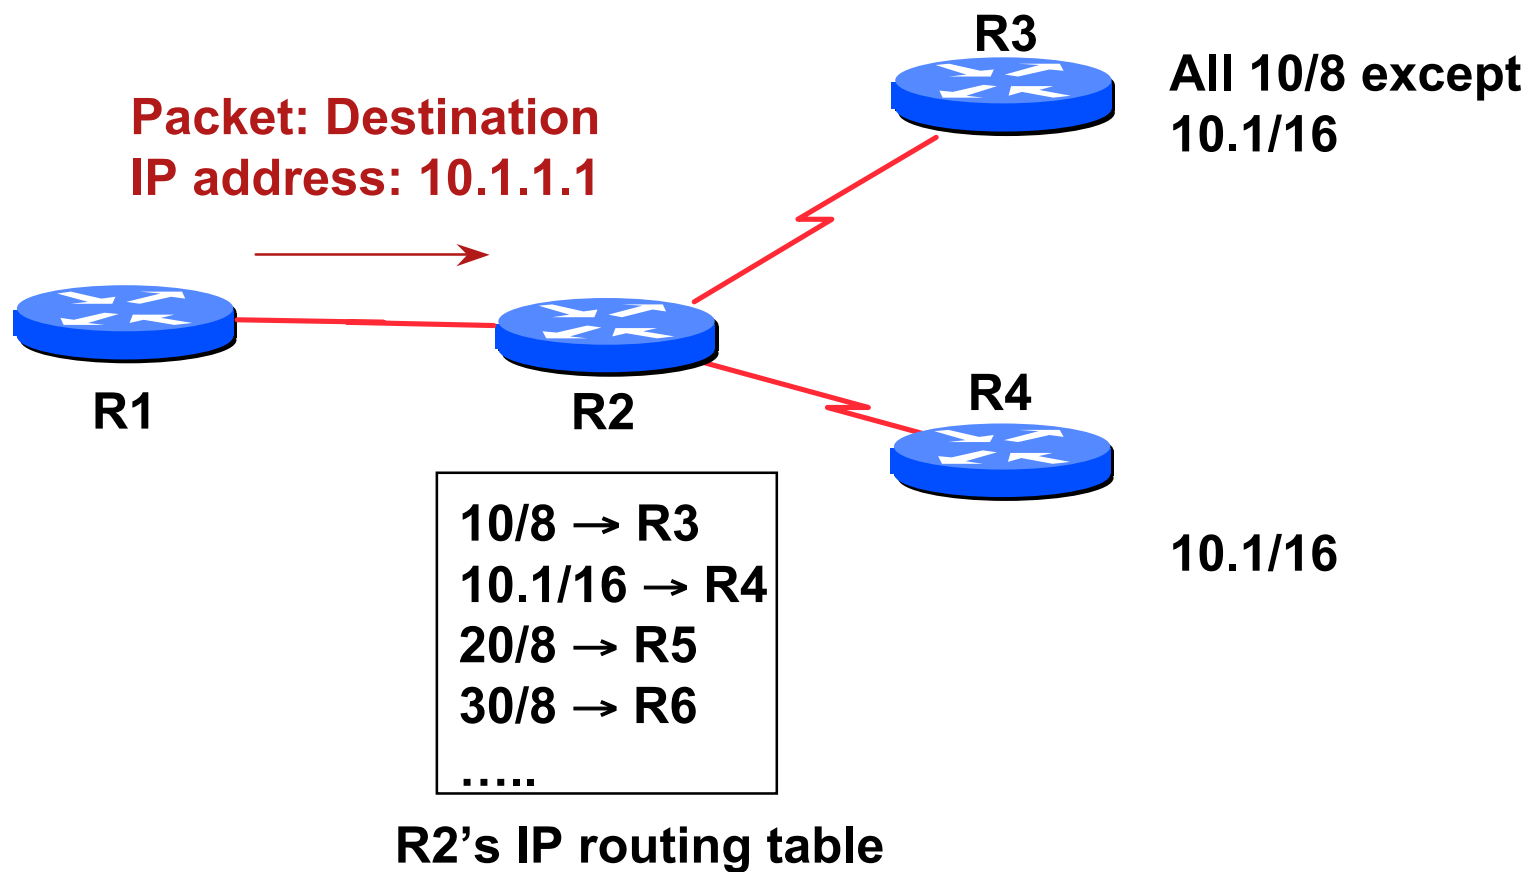 R3
All 10/8 except
10.1/16
Packet: Destination
IP address: 10.1.1.1
R1
R2
R4
10.1/16
10/8 → R3
10.1/16 → R4
20/8 → R5
30/8 → R6
…..
R2’s IP routing table